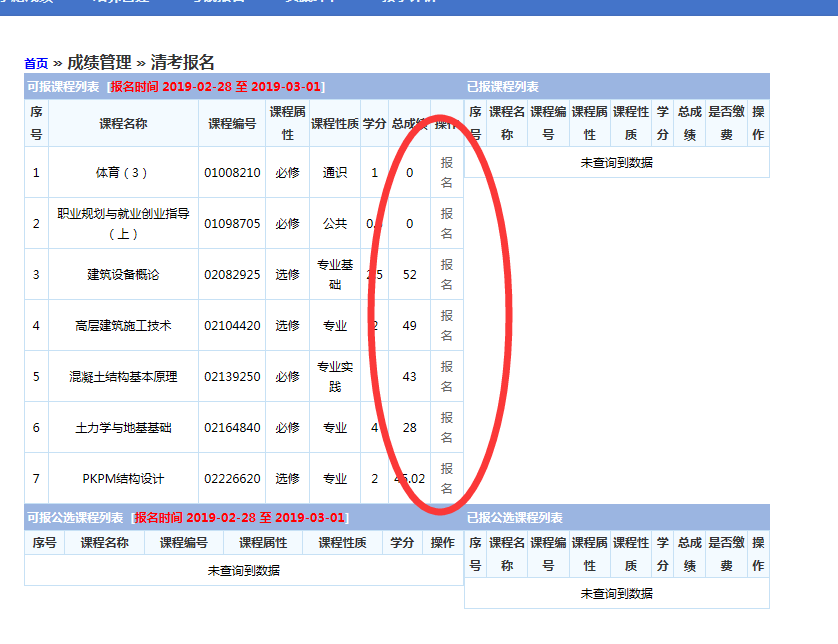 首页 » 成绩管理 » 清考报名
可报课程列表 [报名时间 2019-02-28 至 2019-03-01]
序号 课程名称 课程编号 课程属性 课程性质 学分 总成绩 操作
1 体育（3） 01008210 必修 通识 1 0 报名
2 职业规划与就业创业指导（上） 01098705 必修 公共 0 报名
3 建筑设备概论 02082925 选修 专业基础 2.5 52 报名
4 高层建筑施工技术 02104420 选修 专业 2 49 报名
5 混凝土结构基本原理 02139250 必修 专业实践 43 报名
6 土力学与地基基础 02164840 必修 专业 4 28 报名
7 PKPM结构设计 02226620 选修 专业 2 45.02 报名
已报课程列表
序号 课程名称 课程编号 课程属性 课程性质 学分 总成绩 是否缴费 操作
未查询到数据
可报公选课程列表 [报名时间 2019-02-28 至 2019-03-01]
序号 课程名称 课程编号 课程属性 课程性质 学分 操作
未查询到数据
已报公选课程列表
序号 课程名称 课程编号 课程属性 课程性质 学分 总成绩 是否缴费 操作
未查询到数据